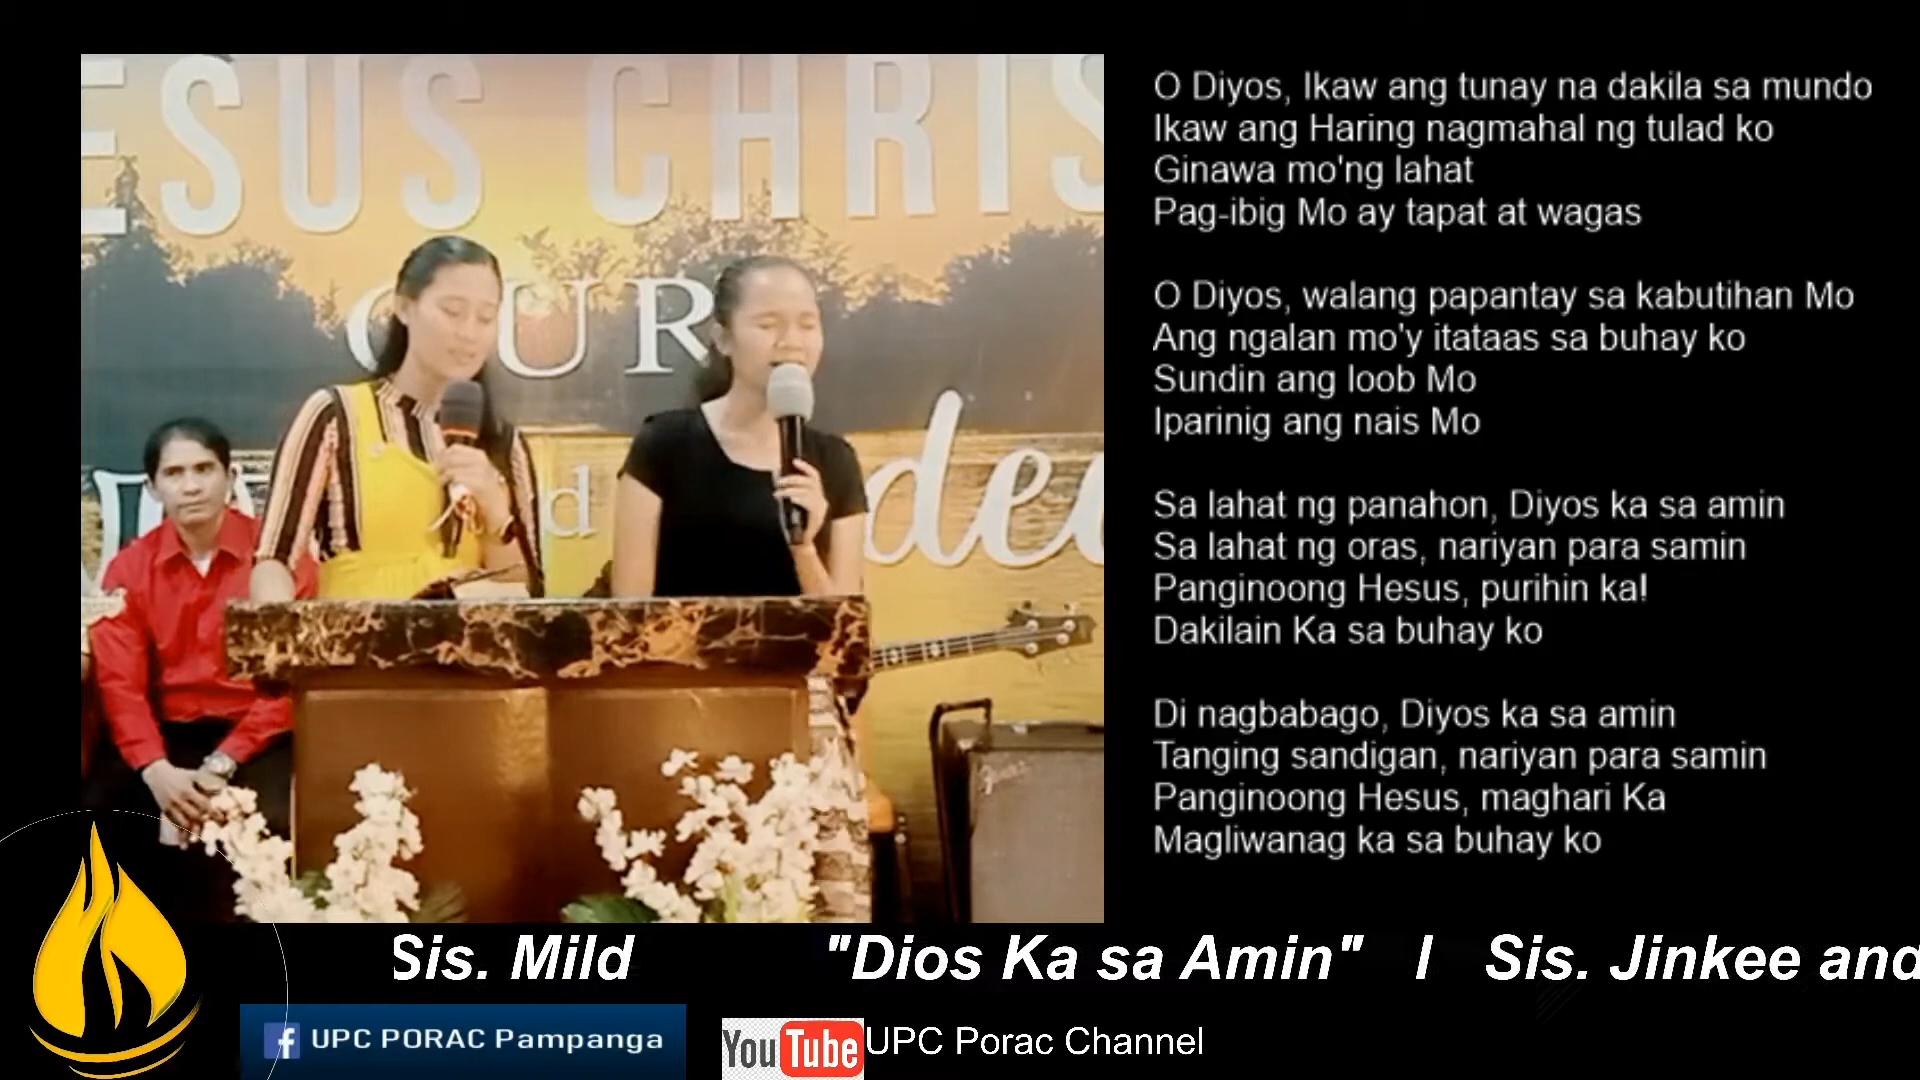 ESUS CHRIS
OUR
d dee
O Diyos, Ikaw ang tunay na dakila sa mundo
Ikaw ang Haring nagmahal ng tulad ko
Ginawa mo'ng lahat
Pag-ibig Mo ay tapat at wagas
O Diyos, walang papantay sa kabutihan Mo
Ang ngalan mo'y itataas sa buhay ko
Sundin ang loob Mo
Iparinig ang nais Mo
Sa lahat ng panahon, Diyos ka sa amin
Sa lahat ng oras, nariyan para samin
Panginoong Hesus, purihin ka!
Dakilain Ka sa buhay ko
Di nagbabago, Diyos ka sa amin
Tanging sandigan, nariyan para samin
Panginoong Hesus, maghari Ka
Magliwanag ka sa buhay ko
Sis. Mild "Dios Ka sa Amin" I Sis. Jinkee and
f UPC PORAC Pampanga
YouTube UPC Porac Channel